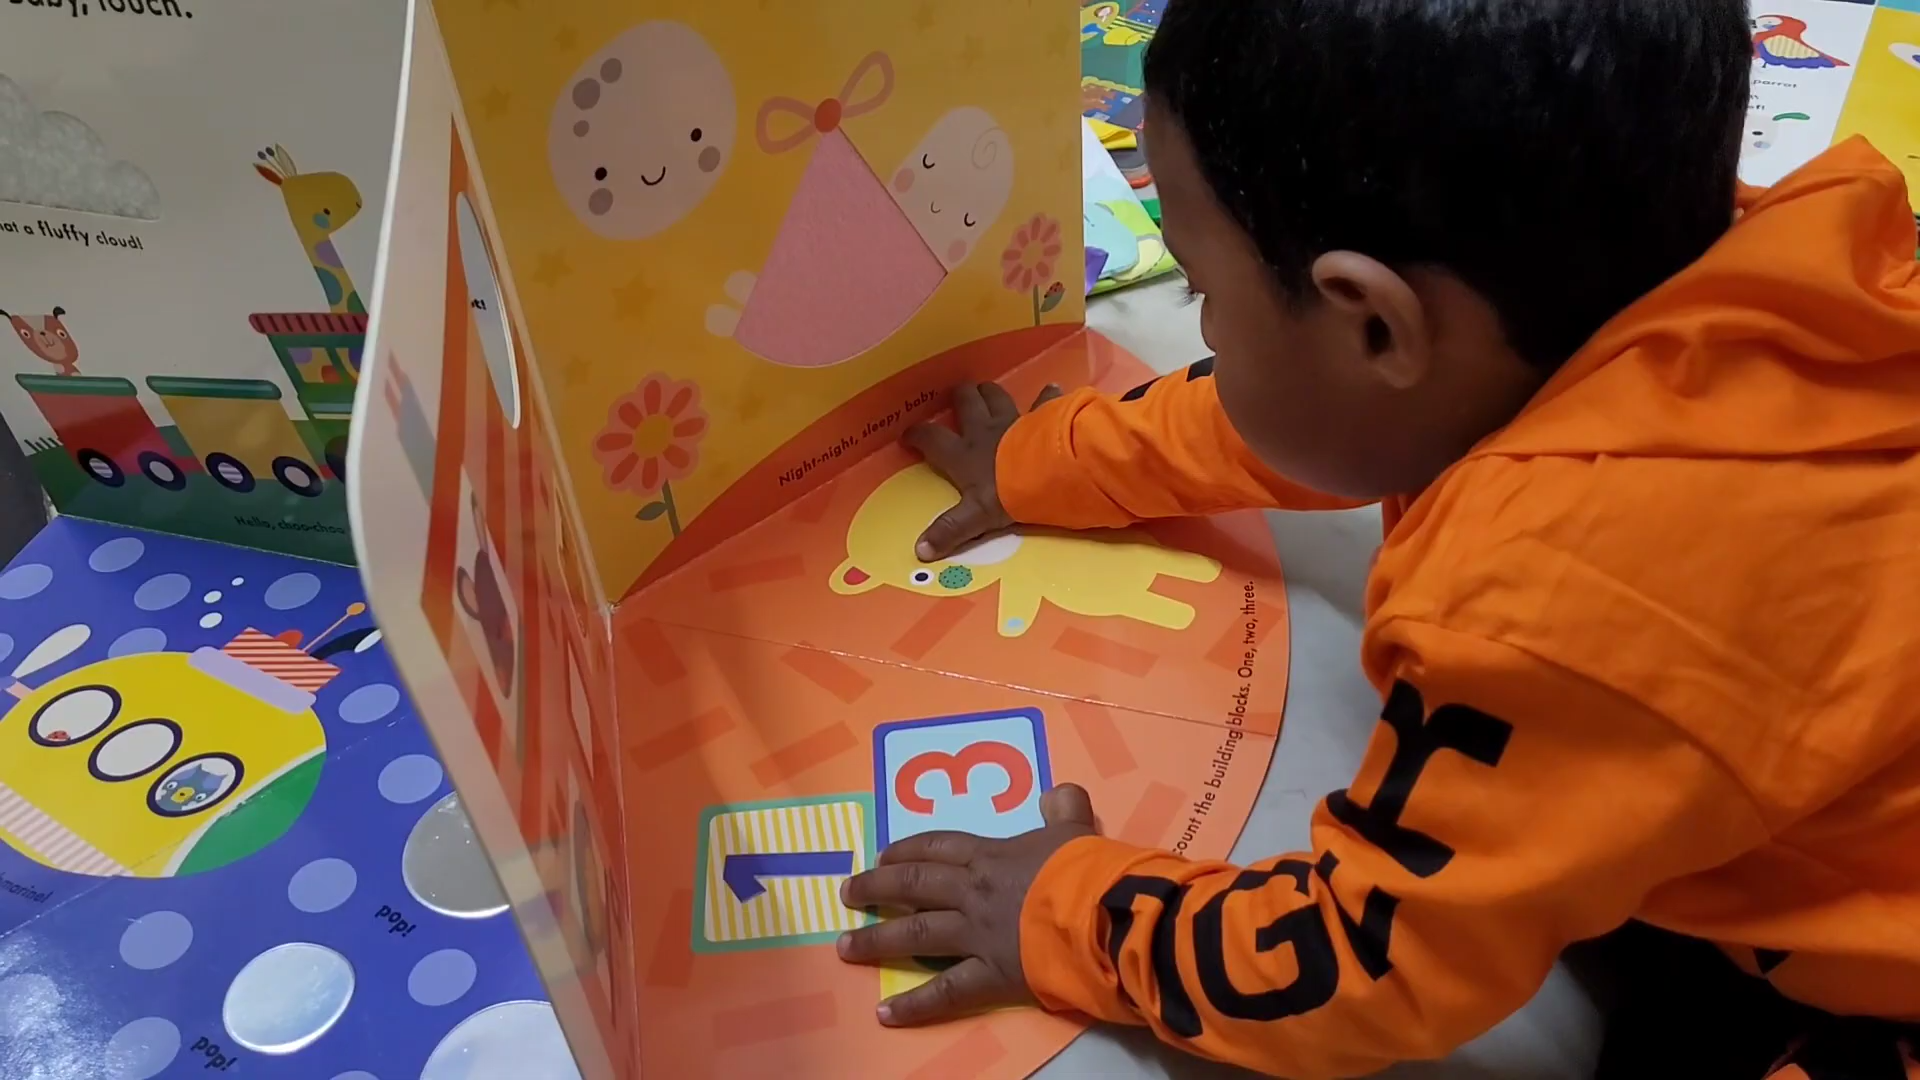 baby, touch.
a fluffy cloud!
Hello, choo-choo
pop!
pop!
Night-night, sleepy baby.
count the building blocks. One, two, three.
3
1
parrot